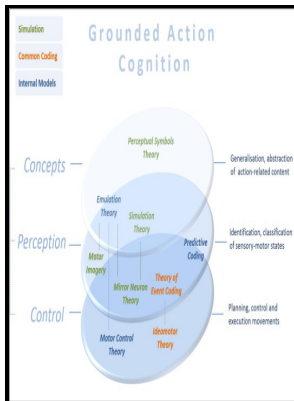 Simulation
Common Coding
Internal Models
Grounded Action
Cognition
Concepts
Perception
Control
Perceptual Symbols
Theory
Emulation
Theory
Simulation
Theory
Predictive
Coding
Motor
Imagery
Mirror Neuron
Theory
Theory of
Event Coding
Motor Control
Theory
Ideomotor
Theory
Generalisation, abstraction
of action-related content
Identification, classification
of sensory-motor states
Planning, control and
execution movements